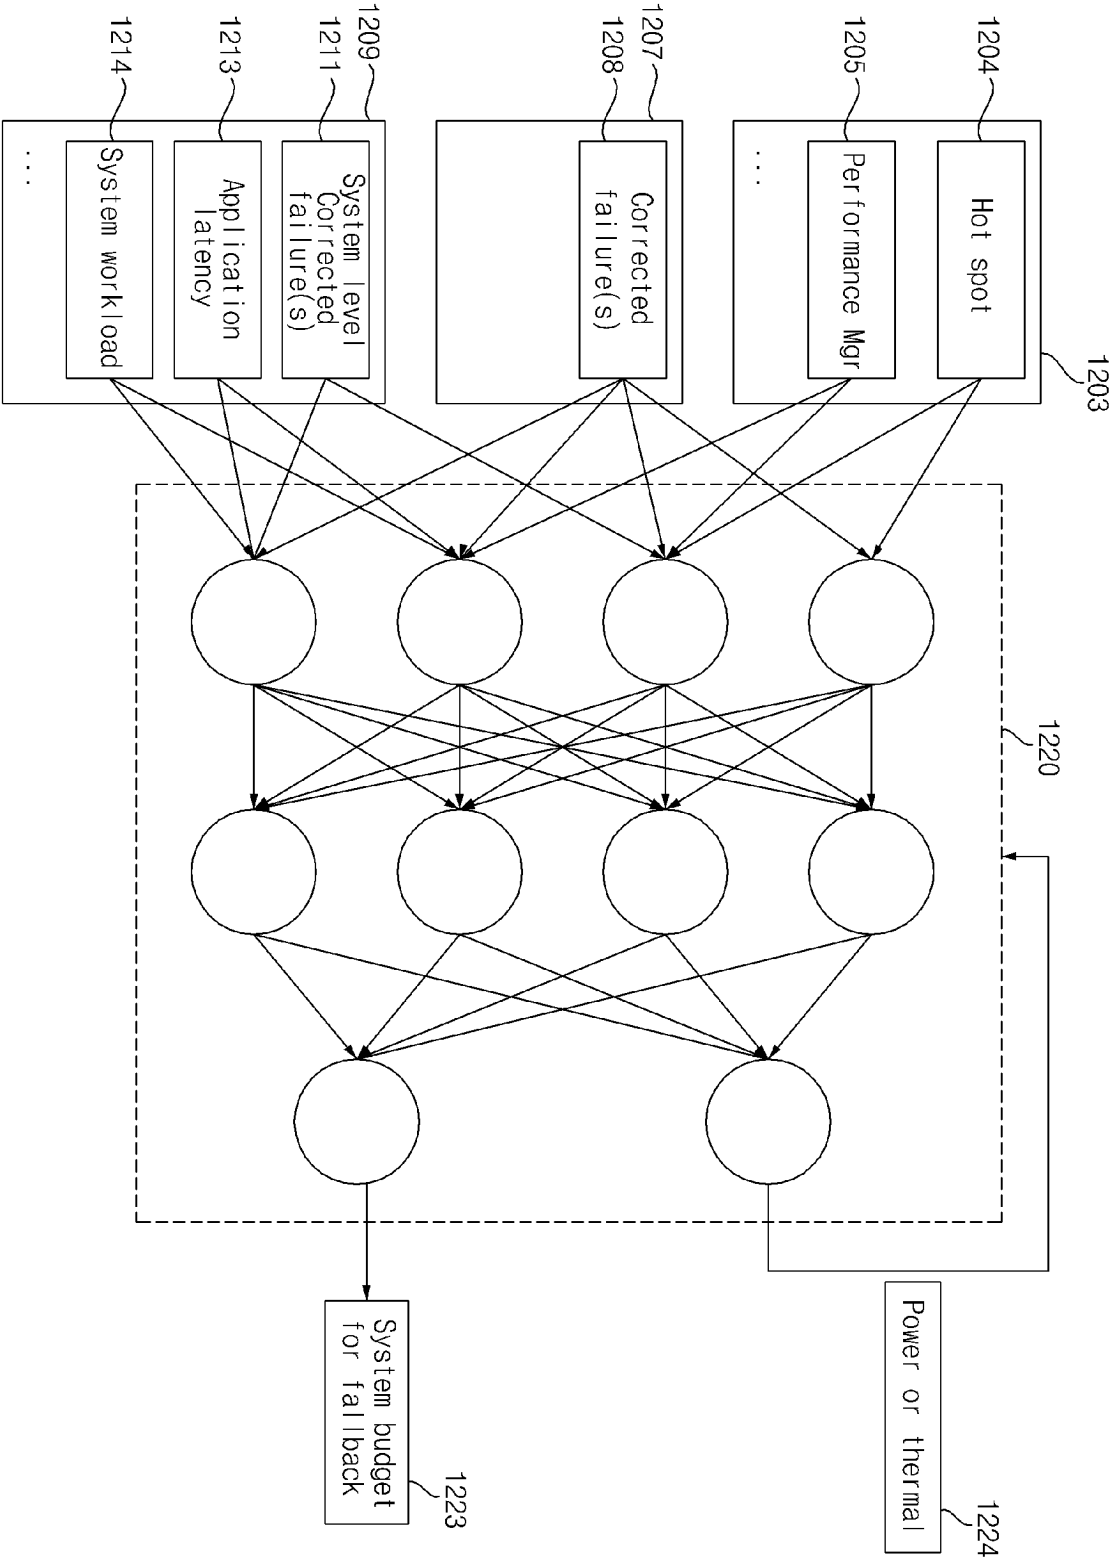 1203
1204
Hot spot
1205
Performance Mgr
...
1207
1208
Corrected
failure(s)
1209
1211
System level
Corrected
failure(s)
1213
Application
latency
1214
System workload
...
1220
Power or thermal
1224
System budget
for fallback
1223